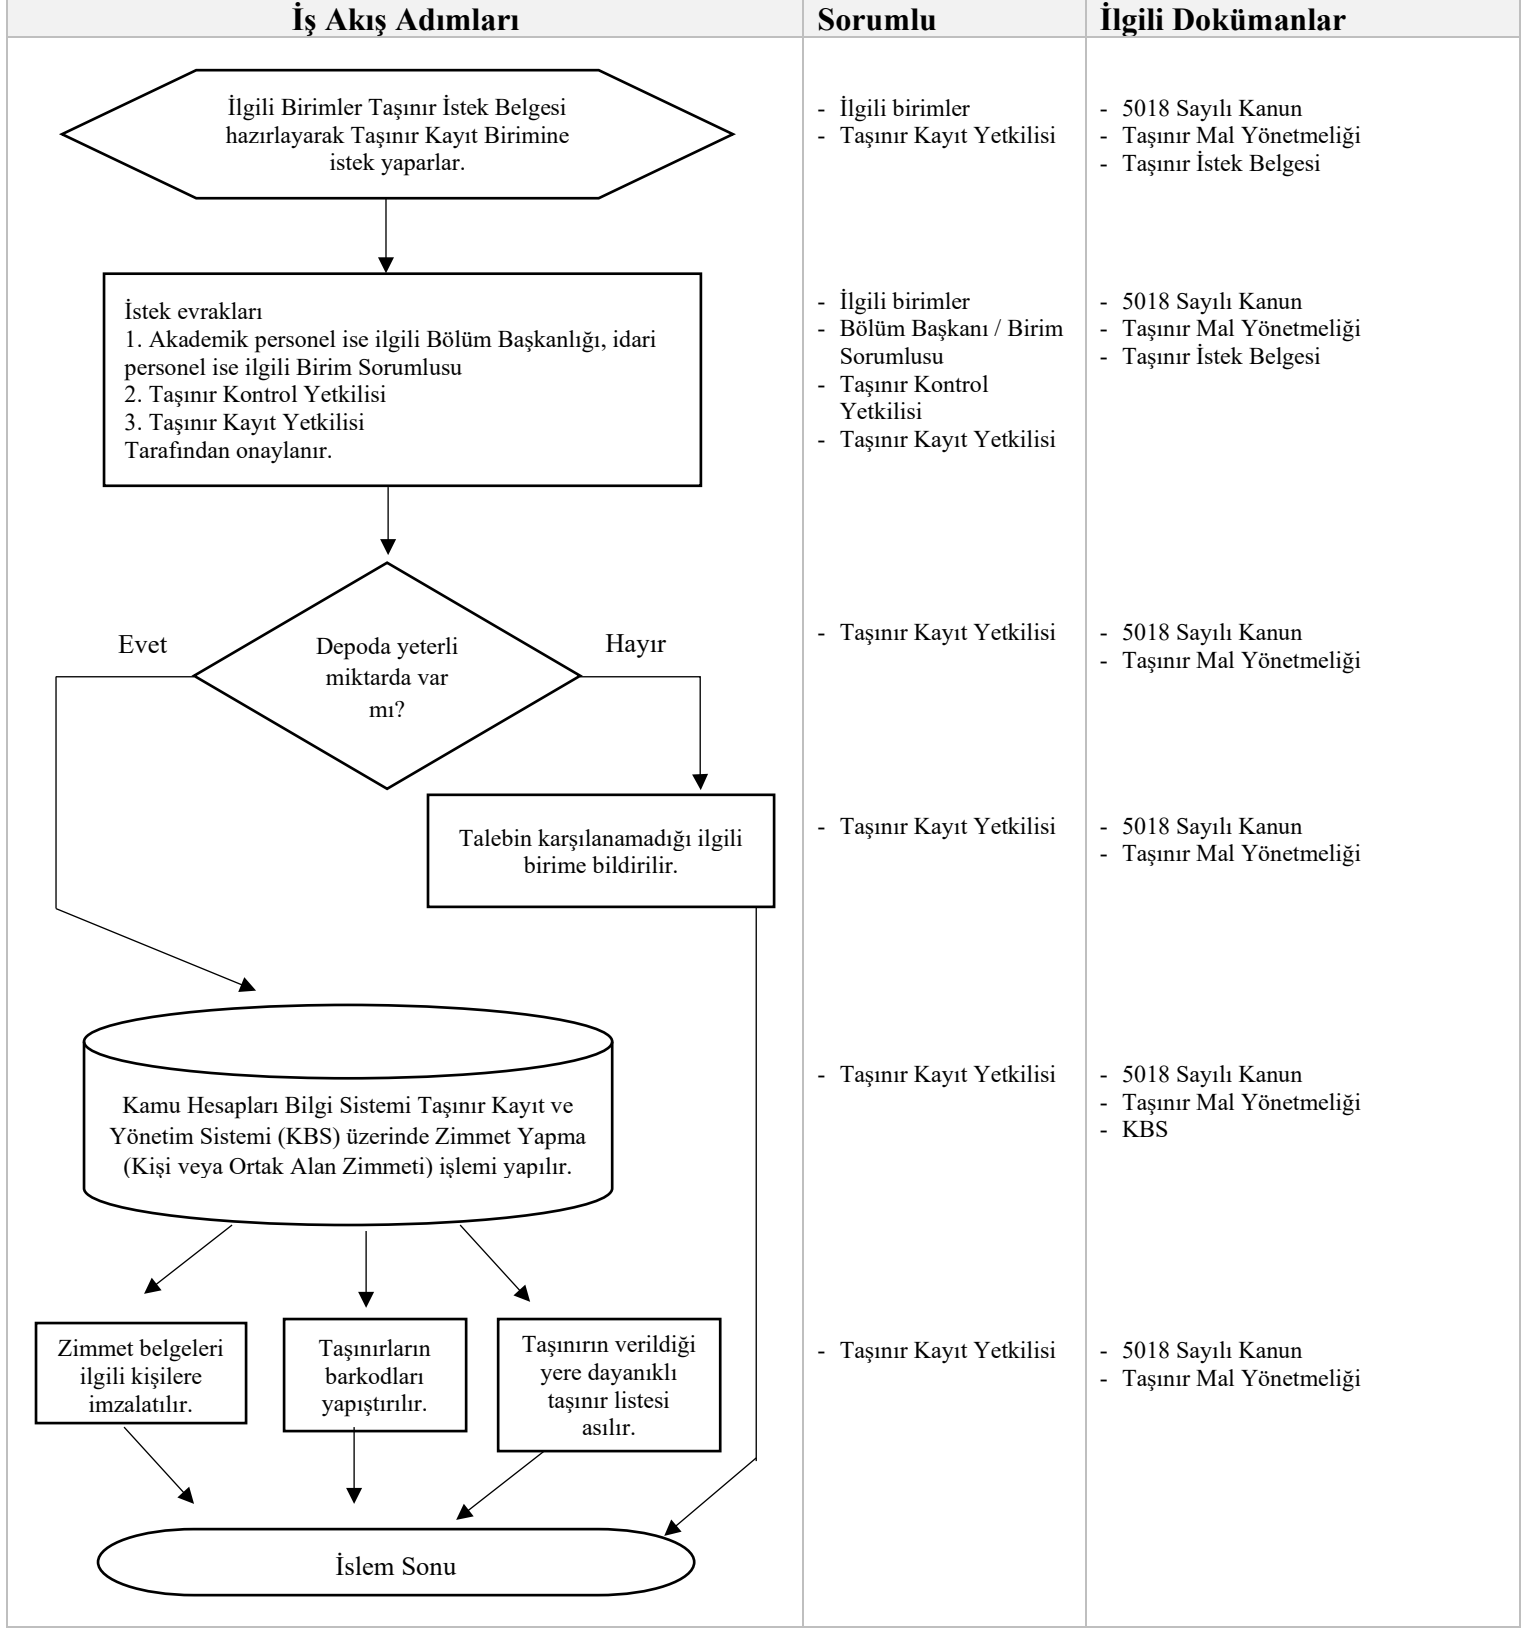 İş Akış Adımları
Sorumlu
İlgili Dokümanlar
İlgili Birimler Taşınır İstek Belgesi
hazırlayarak Taşınır Kayıt Birimine
istek yaparlar.
- İlgili birimler
- Taşınır Kayıt Yetkilisi
- 5018 Sayılı Kanun
- Taşınır Mal Yönetmeliği
- Taşınır İstek Belgesi
İstek evrakları
1. Akademik personel ise ilgili Bölüm Başkanlığı, idari
personel ise ilgili Birim Sorumlusu
2. Taşınır Kontrol Yetkilisi
3. Taşınır Kayıt Yetkilisi
Tarafından onaylanır.
- İlgili birimler
- Bölüm Başkanı / Birim
Sorumlusu
- Taşınır Kontrol
Yetkilisi
- Taşınır Kayıt Yetkilisi
- 5018 Sayılı Kanun
- Taşınır Mal Yönetmeliği
- Taşınır İstek Belgesi
Evet
Depoda yeterli
miktarda var
mı?
Hayır
- Taşınır Kayıt Yetkilisi
- 5018 Sayılı Kanun
- Taşınır Mal Yönetmeliği
Talebin karşılanamadığı ilgili
birime bildirilir.
- Taşınır Kayıt Yetkilisi
- 5018 Sayılı Kanun
- Taşınır Mal Yönetmeliği
Kamu Hesapları Bilgi Sistemi Taşınır Kayıt ve
Yönetim Sistemi (KBS) üzerinde Zimmet Yapma
(Kişi veya Ortak Alan Zimmeti) işlemi yapılır.
- Taşınır Kayıt Yetkilisi
- 5018 Sayılı Kanun
- Taşınır Mal Yönetmeliği
- KBS
Zimmet belgeleri
ilgili kişilere
imzalatılır.
Taşınırların
barkodları
yapıştırılır.
Taşınırın verildiği
yere dayanıklı
taşınır listesi
asılır.
- Taşınır Kayıt Yetkilisi
- 5018 Sayılı Kanun
- Taşınır Mal Yönetmeliği
İslem Sonu